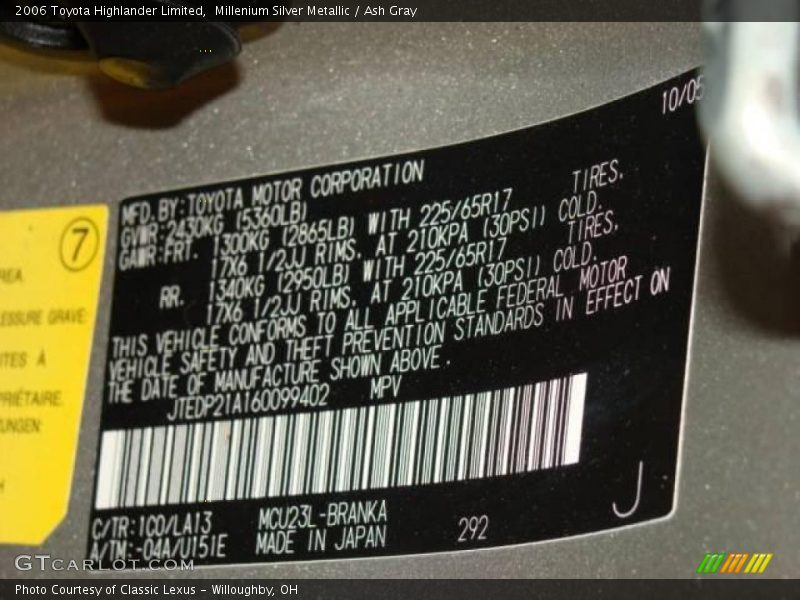 2006 Toyota Highlander Limited, Millenium Silver Metallic / Ash Gray
10/05
MFD. BY: TOYOTA MOTOR CORPORATION
GVWR: 2430KG (5360LB)
GAWR: FRT. 1300KG (2865LB) WITH 225/65R17 TIRES,
17X6 1/2JJ RIMS, AT 210KPA (30PSI) COLD.
RR. 1340KG (2950LB) WITH 225/65R17 TIRES,
17X6 1/2JJ RIMS, AT 210KPA (30PSI) COLD.
THIS VEHICLE CONFORMS TO ALL APPLICABLE FEDERAL MOTOR
VEHICLE SAFETY AND THEFT PREVENTION STANDARDS IN EFFECT ON
THE DATE OF MANUFACTURE SHOWN ABOVE.
JTEDP21A160099402 MPV
C/TR: 1C0/LA13 MCU23L-BRANKA
A/TM: -04A/U151E MADE IN JAPAN 292 J
7
ESSURE GRAVE
ITES À
PRIÉTAIRE.
GTCARLOT.COM
Photo Courtesy of Classic Lexus - Willoughby, OH